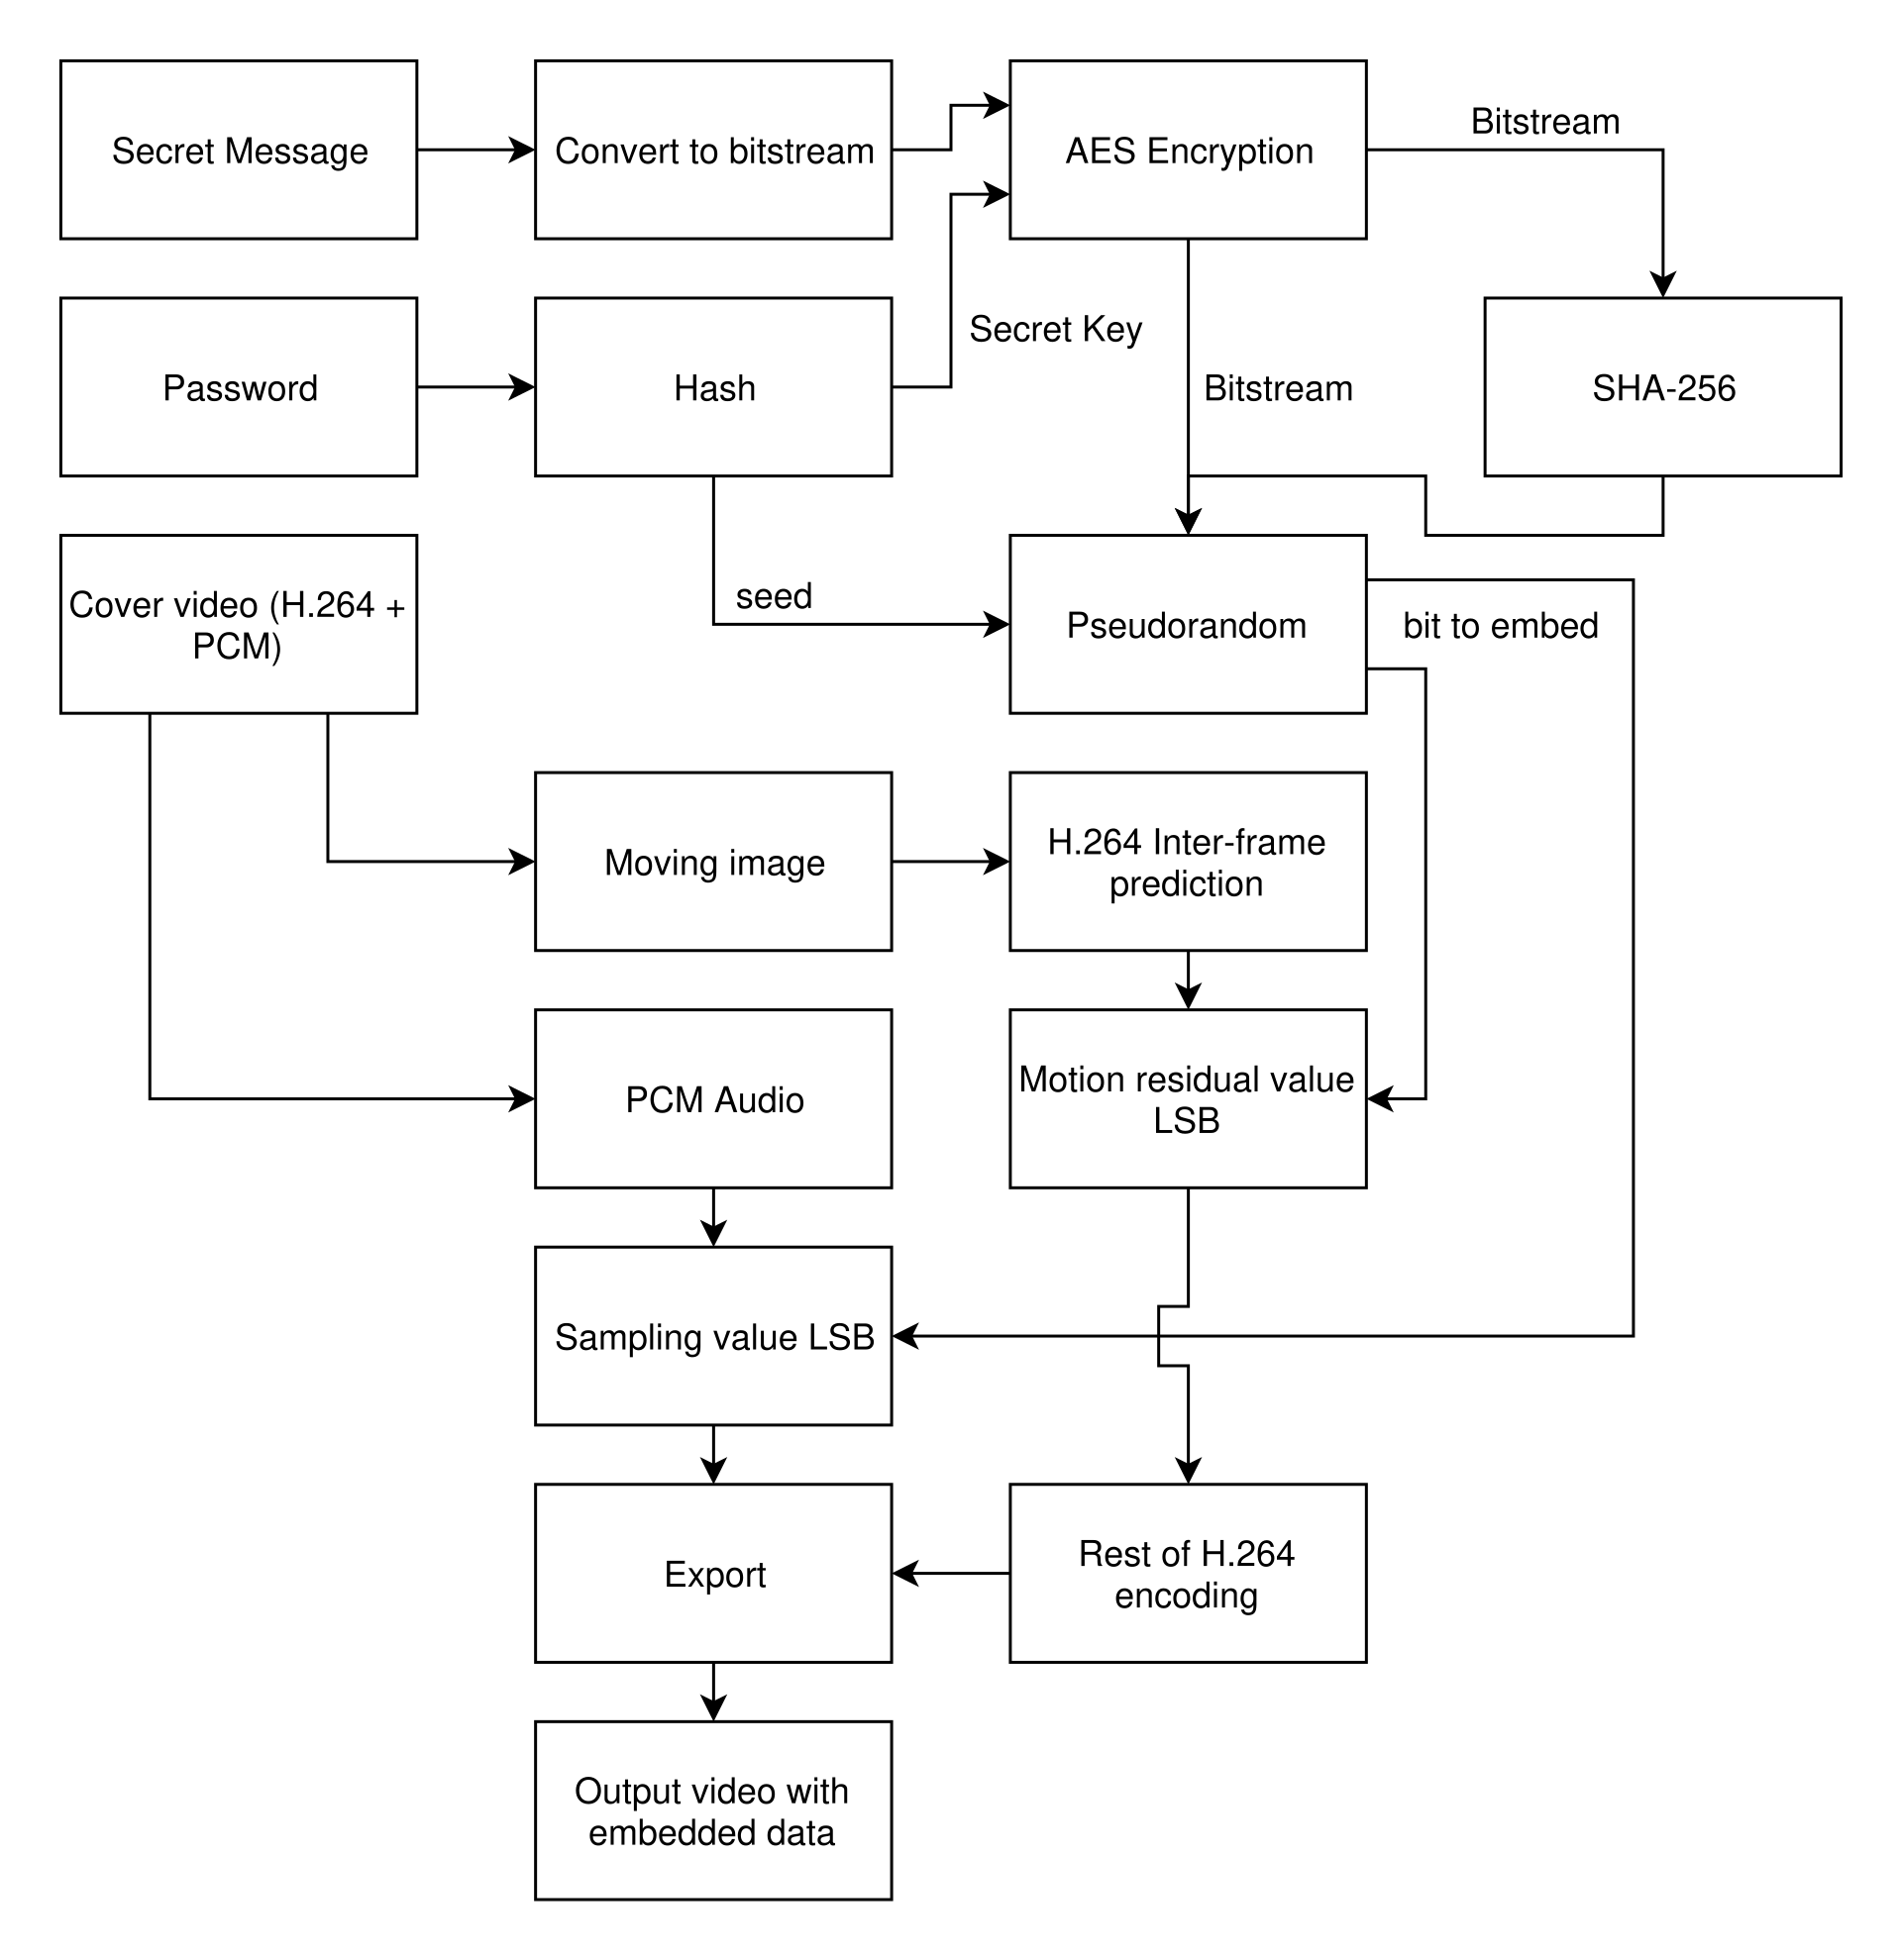 Secret Message
Convert to bitstream
AES Encryption
Bitstream
Password
Hash
Secret Key
Bitstream
SHA-256
Cover video (H.264 +
PCM)
seed
Pseudorandom
bit to embed
Moving image
H.264 Inter-frame
prediction
PCM Audio
Motion residual value
LSB
Sampling value LSB
Export
Rest of H.264
encoding
Output video with
embedded data